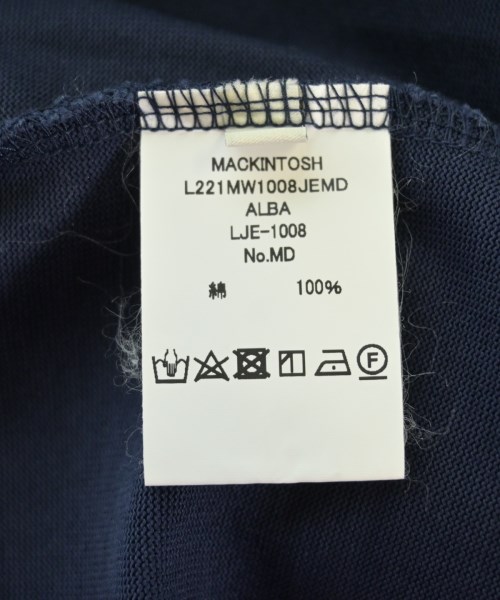 MACKINTOSH
L221MW1008JEMD
ALBA
LJE-1008
No.MD
綿 100%
F